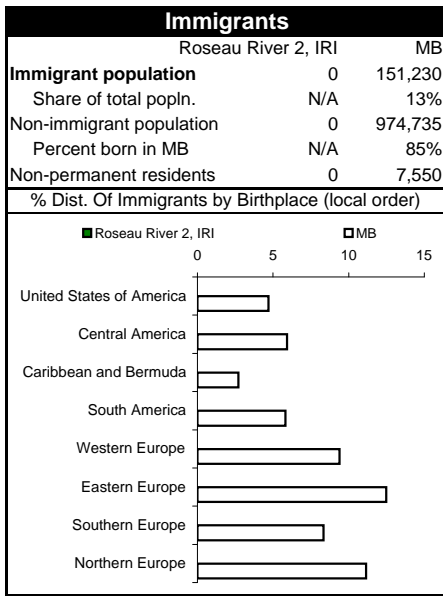 Immigrants
Roseau River 2, IRI MB
Immigrant population 0 151,230
Share of total popln. N/A 13%
Non-immigrant population 0 974,735
Percent born in MB N/A 85%
Non-permanent residents 0 7,550
% Dist. Of Immigrants by Birthplace (local order)
Roseau River 2, IRI MB
0 5 10 15
United States of America
Central America
Caribbean and Bermuda
South America
Western Europe
Eastern Europe
Southern Europe
Northern Europe